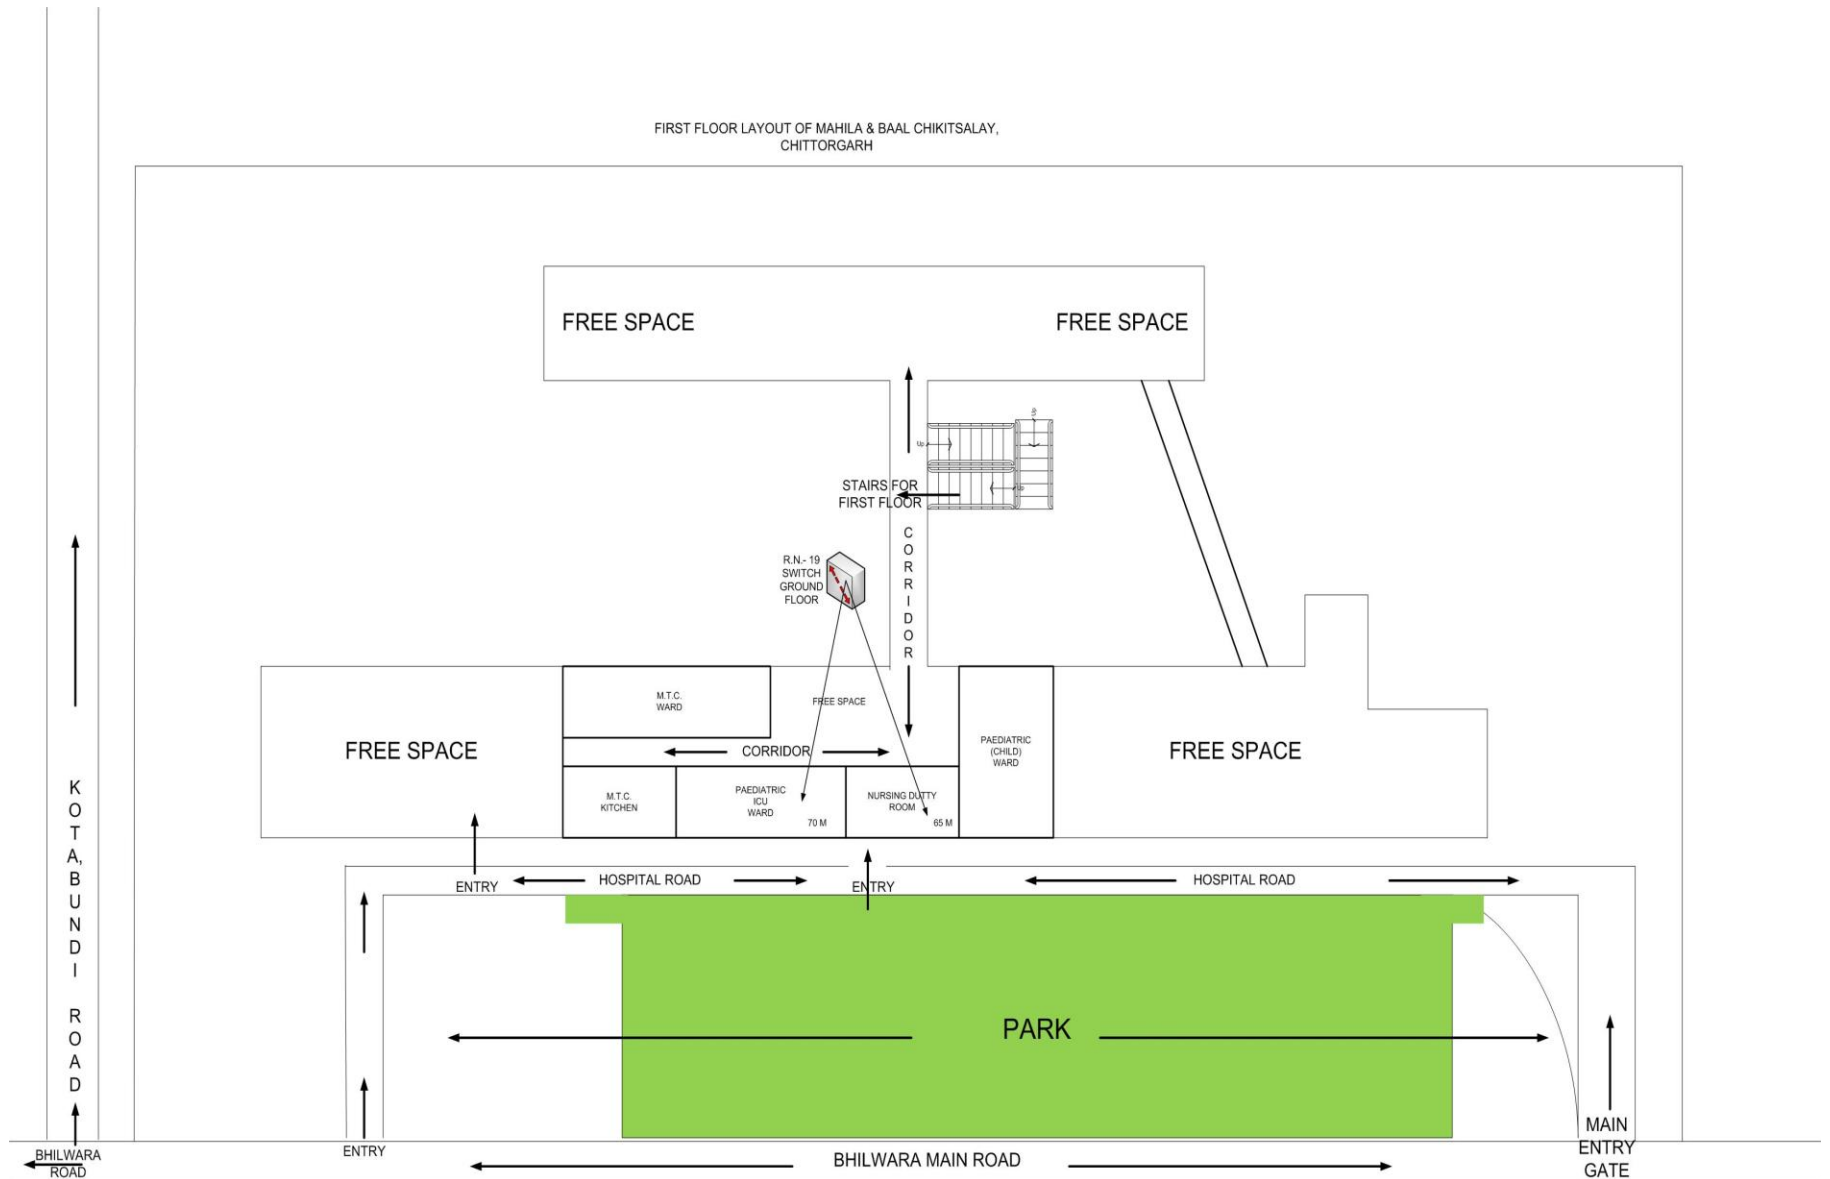 FIRST FLOOR LAYOUT OF MAHILA & BAAL CHIKITSALAY,
CHITTORGARH
FREE SPACE
FREE SPACE
Up
Up
Up
STAIRS FOR
FIRST FLOOR
CORRIDOR
R.N.- 19
SWITCH
GROUND
FLOOR
M.T.C.
WARD
FREE SPACE
PAEDIATRIC
(CHILD)
WARD
FREE SPACE
CORRIDOR
FREE SPACE
M.T.C.
KITCHEN
PAEDIATRIC
ICU
WARD
70 M
NURSING DUTTY
ROOM
65 M
KOTA,BUNDI ROAD
ENTRY
HOSPITAL ROAD
ENTRY
HOSPITAL ROAD
PARK
BHILWARA
ROAD
ENTRY
BHILWARA MAIN ROAD
MAIN
ENTRY
GATE